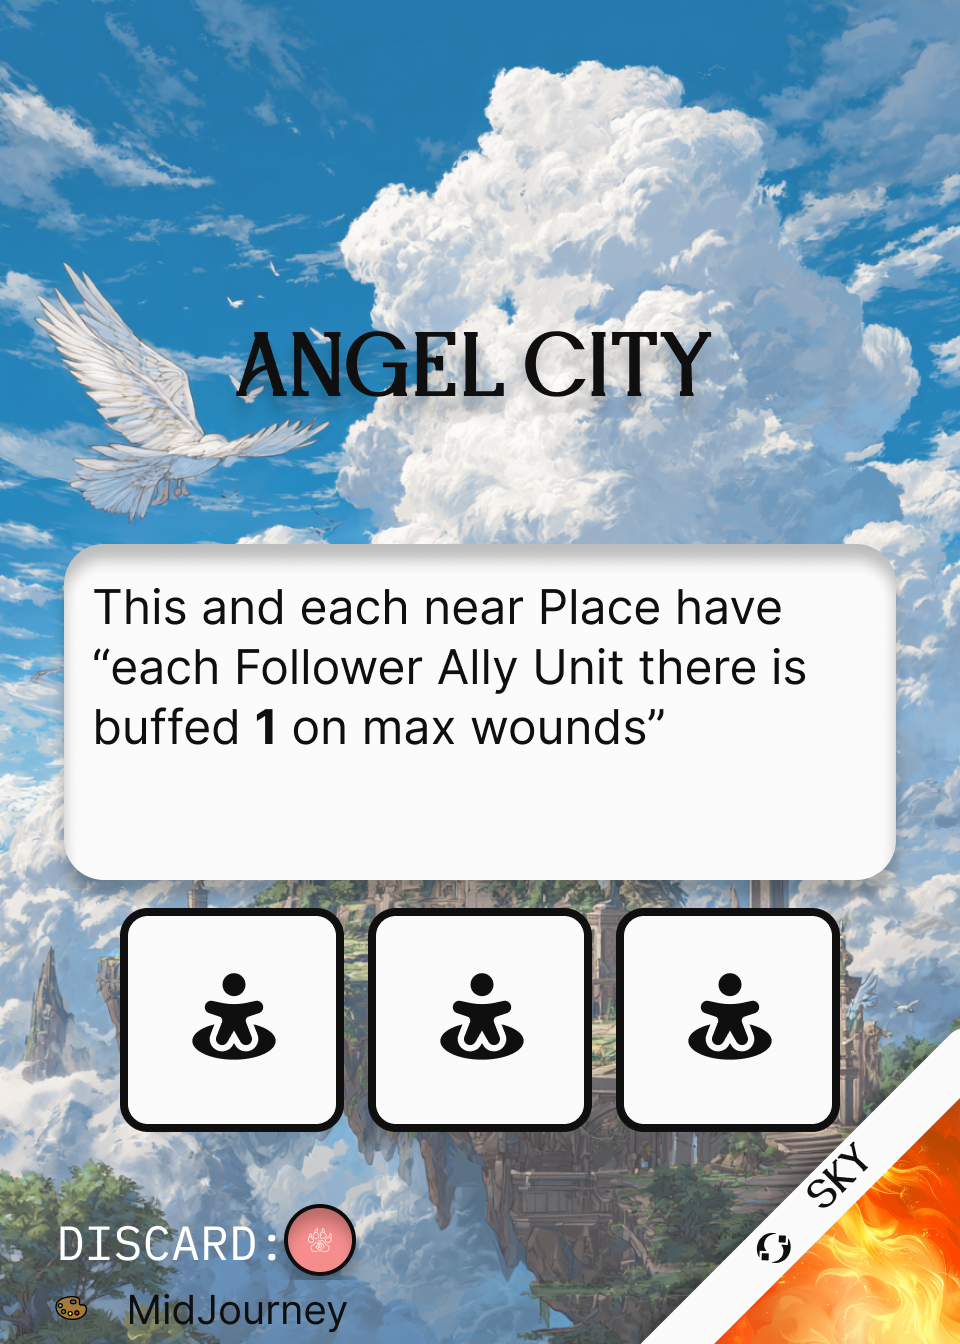 ANGEL CITY
This and each near Place have
“each Follower Ally Unit there is
buffed 1 on max wounds”
SKY
DISCARD:
MidJourney